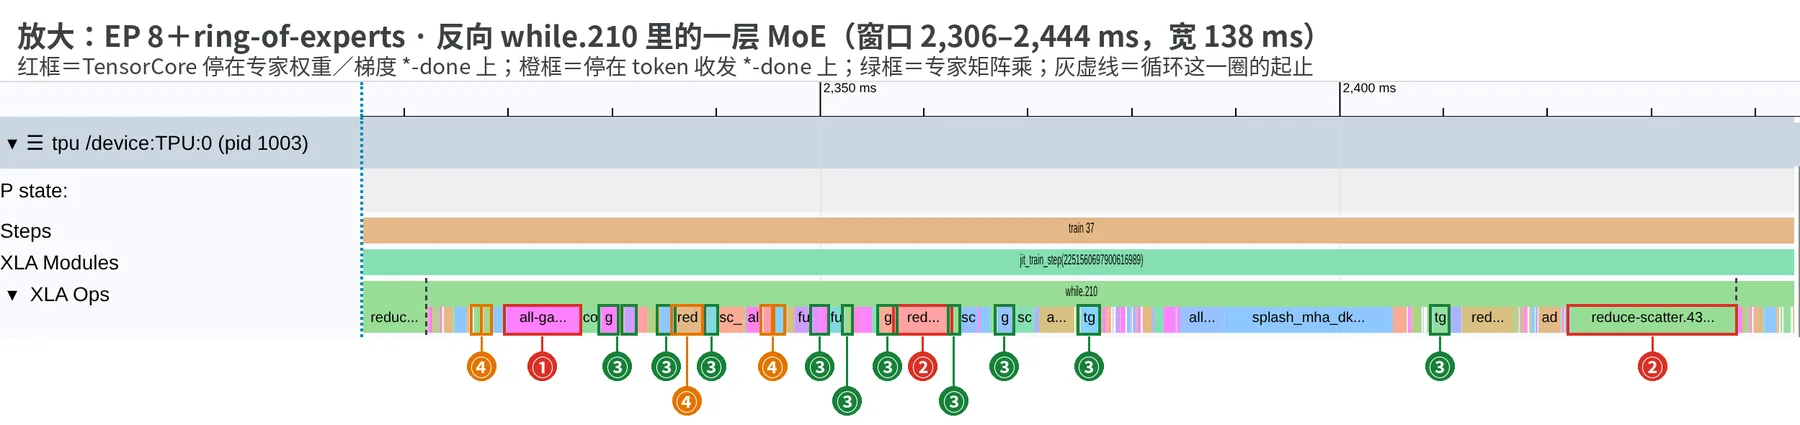 放大：EP 8＋ring-of-experts · 反向 while.210 里的一层 MoE（窗口 2,306–2,444 ms，宽 138 ms）
红框＝TensorCore 停在专家权重／梯度 *-done 上；橙框＝停在 token 收发 *-done 上；绿框＝专家矩阵乘；灰虚线＝循环这一圈的起止
2,350 ms 2,400 ms
▼ ☰ tpu /device:TPU:0 (pid 1003)
P state:
Steps train 37
XLA Modules jit_train_step(2251560697900616989)
▼ XLA Ops while.210
reduc... all-ga... co g red sc_ al fu fu g red... sc g sc a... tg all... splash_mha_dk... tg red... ad reduce-scatter.43...
④ ① ③ ③ ③ ④ ③ ③ ② ③ ③ ③ ②
④ ③ ③